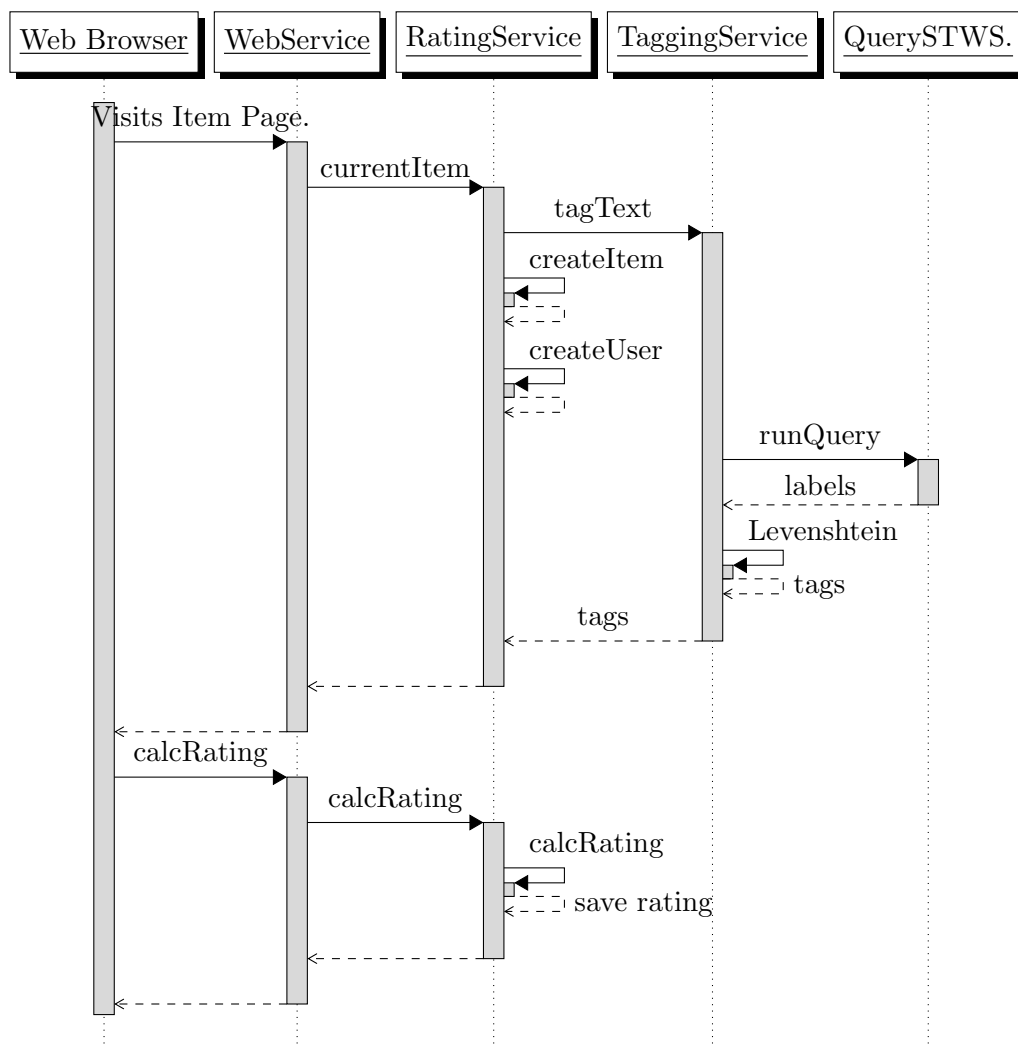 Web Browser
WebService
RatingService
TaggingService
QuerySTWS.
Visits Item Page.
currentItem
tagText
createItem
createUser
runQuery
labels
Levenshtein
tags
tags
calcRating
calcRating
calcRating
save rating